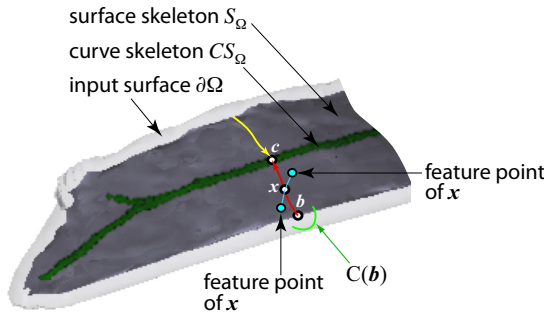 surface skeleton S_Ω
curve skeleton CS_Ω
input surface ∂Ω
c
x
b
feature point
of x
feature point
of x
C(b)